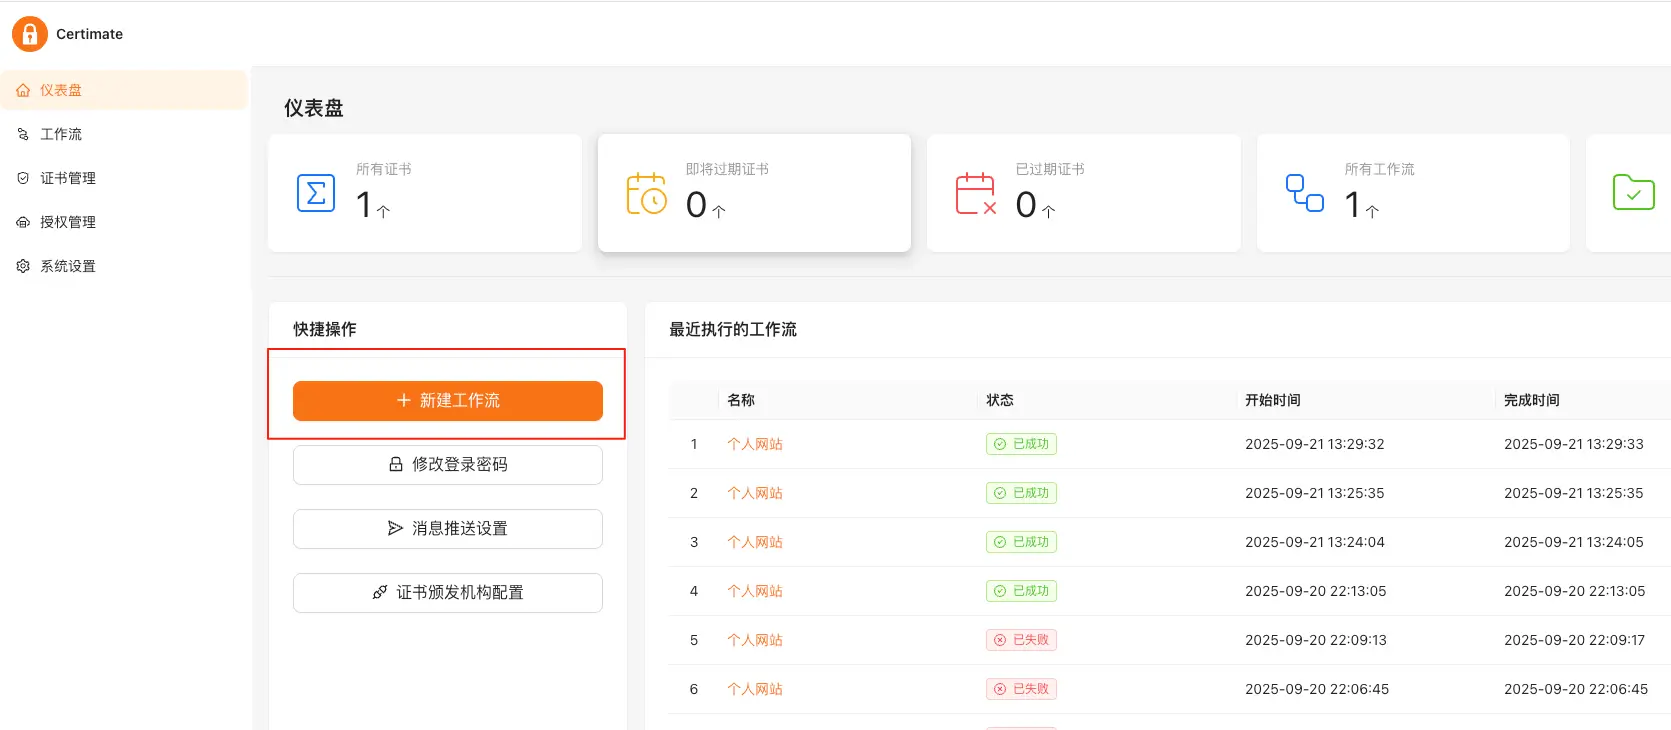 Certimate
仪表盘
工作流
证书管理
授权管理
系统设置
仪表盘
所有证书
1 个
即将过期证书
0 个
已过期证书
0 个
所有工作流
1 个
快捷操作
新建工作流
修改登录密码
消息推送设置
证书颁发机构配置
最近执行的工作流
名称 状态 开始时间 完成时间
1 个人网站 已成功 2025-09-21 13:29:32 2025-09-21 13:29:33
2 个人网站 已成功 2025-09-21 13:25:35 2025-09-21 13:25:35
3 个人网站 已成功 2025-09-21 13:24:04 2025-09-21 13:24:05
4 个人网站 已成功 2025-09-20 22:13:05 2025-09-20 22:13:05
5 个人网站 已失败 2025-09-20 22:09:13 2025-09-20 22:09:17
6 个人网站 已失败 2025-09-20 22:06:45 2025-09-20 22:06:45